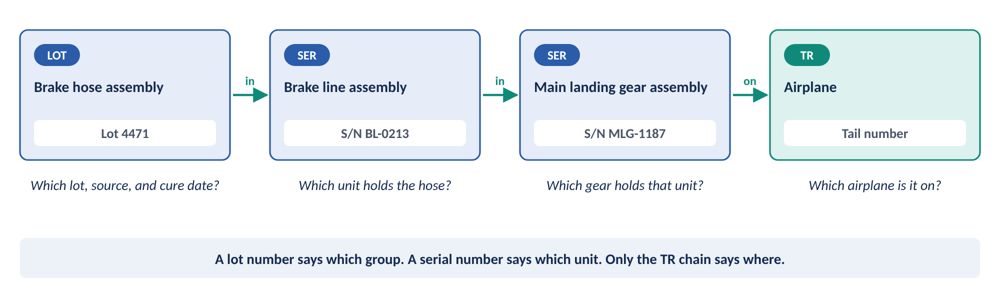 LOT
Brake hose assembly
Lot 4471
Which lot, source, and cure date?
in
SER
Brake line assembly
S/N BL-0213
Which unit holds the hose?
in
SER
Main landing gear assembly
S/N MLG-1187
Which gear holds that unit?
on
TR
Airplane
Tail number
Which airplane is it on?
A lot number says which group. A serial number says which unit. Only the TR chain says where.